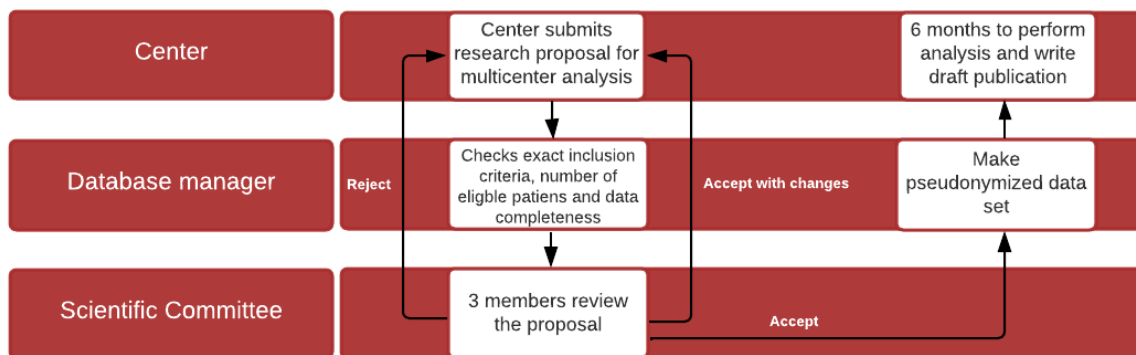 Center
Center submits
research proposal for
multicenter analysis
6 months to perform
analysis and write
draft publication
Database manager
Reject
Checks exact inclusion
criteria, number of
eligible patiens and data
completeness
Accept with changes
Make
pseudonymized data
set
Scientific Committee
3 members review
the proposal
Accept